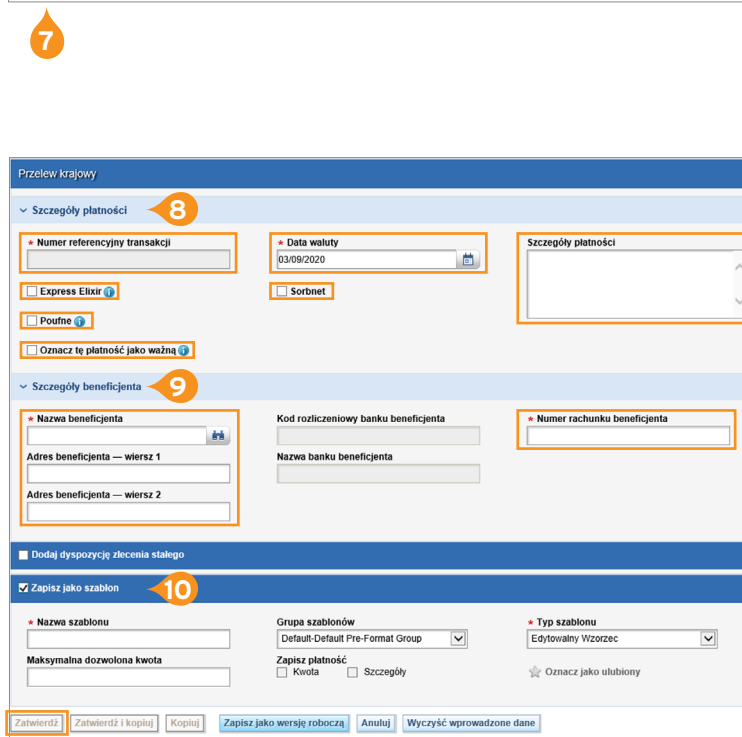 7
Przelew krajowy
Szczegóły płatności 8
* Numer referencyjny transakcji * Data waluty Szczegóły płatności
03/09/2020
Express Elixir i Sorbnet
Poufne i
Oznacz tę płatność jako ważną i
Szczegóły beneficjenta 9
* Nazwa beneficjenta Kod rozliczeniowy banku beneficjenta * Numer rachunku beneficjenta
Adres beneficjenta — wiersz 1 Nazwa banku beneficjenta
Adres beneficjenta — wiersz 2
Dodaj dyspozycję zlecenia stałego
Zapisz jako szablon 10
* Nazwa szablonu Grupa szablonów * Typ szablonu
Default-Default Pre-Format Group Edytowalny Wzorzec
Maksymalna dozwolona kwota Zapisz płatność
Kwota Szczegóły Oznacz jako ulubiony
Zatwierdź Zatwierdź i kopiuj Kopiuj Zapisz jako wersję roboczą Anuluj Wyczyść wprowadzone dane